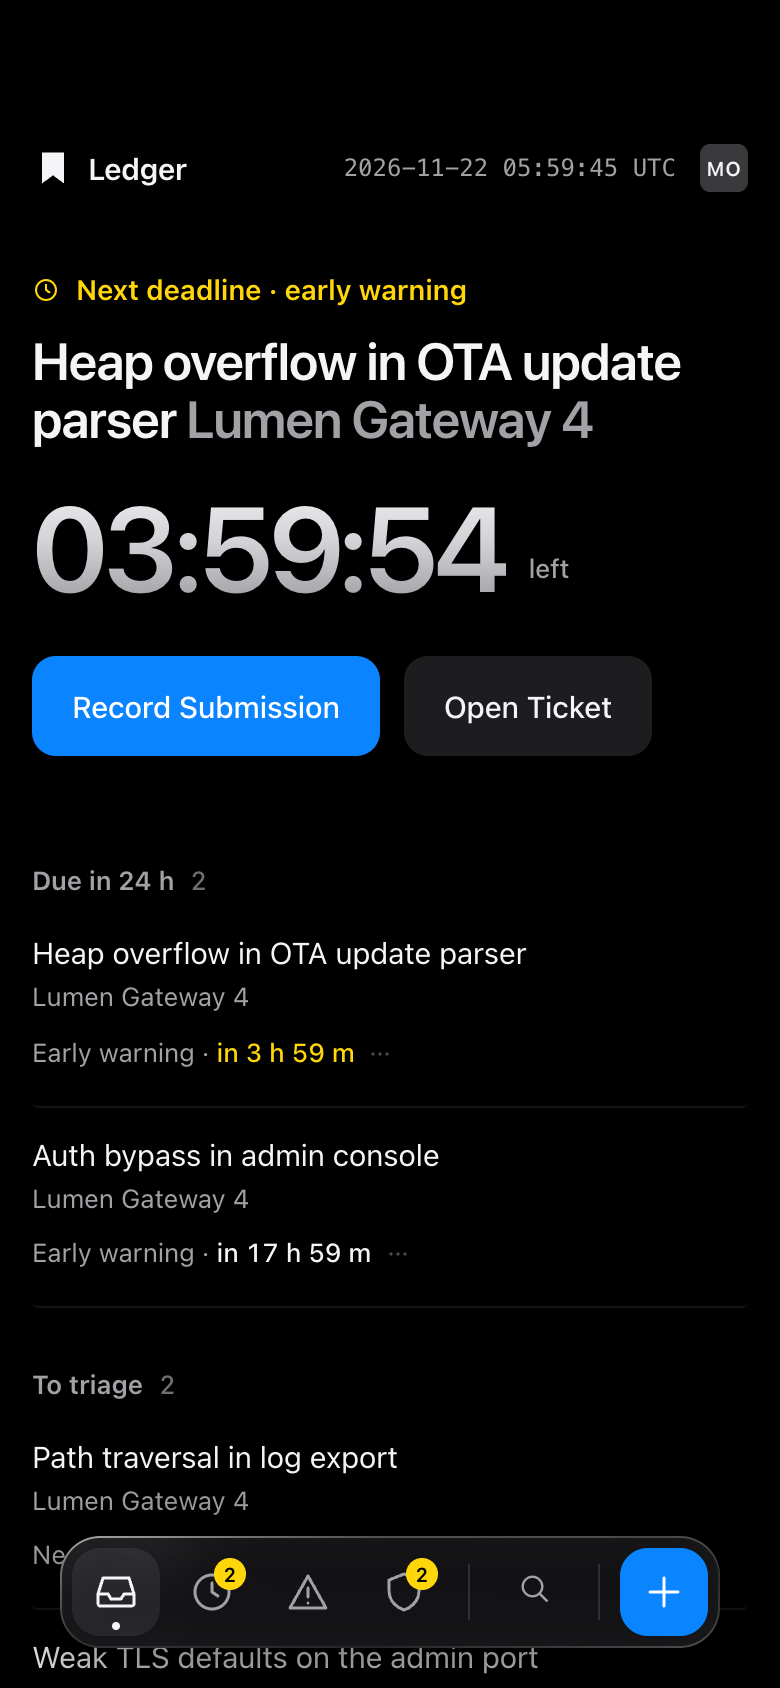 Ledger
2026-11-22 05:59:45 UTC
MO
Next deadline · early warning
Heap overflow in OTA update
parser Lumen Gateway 4
03:59:54 left
Record Submission
Open Ticket
Due in 24 h 2
Heap overflow in OTA update parser
Lumen Gateway 4
Early warning · in 3 h 59 m ···
Auth bypass in admin console
Lumen Gateway 4
Early warning · in 17 h 59 m ···
To triage 2
Path traversal in log export
Lumen Gateway 4
Ne
2
2
Weak TLS defaults on the admin port